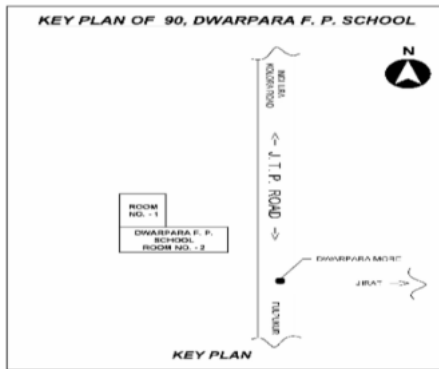 KEY PLAN OF 90, DWARPARA F. P. SCHOOL
N
<= J. T. P. ROAD =>
ROOM
NO. - 1
DWARPARA F. P.
SCHOOL
ROOM NO. - 2
DWARPARA MORE
JIRAT
KEY PLAN